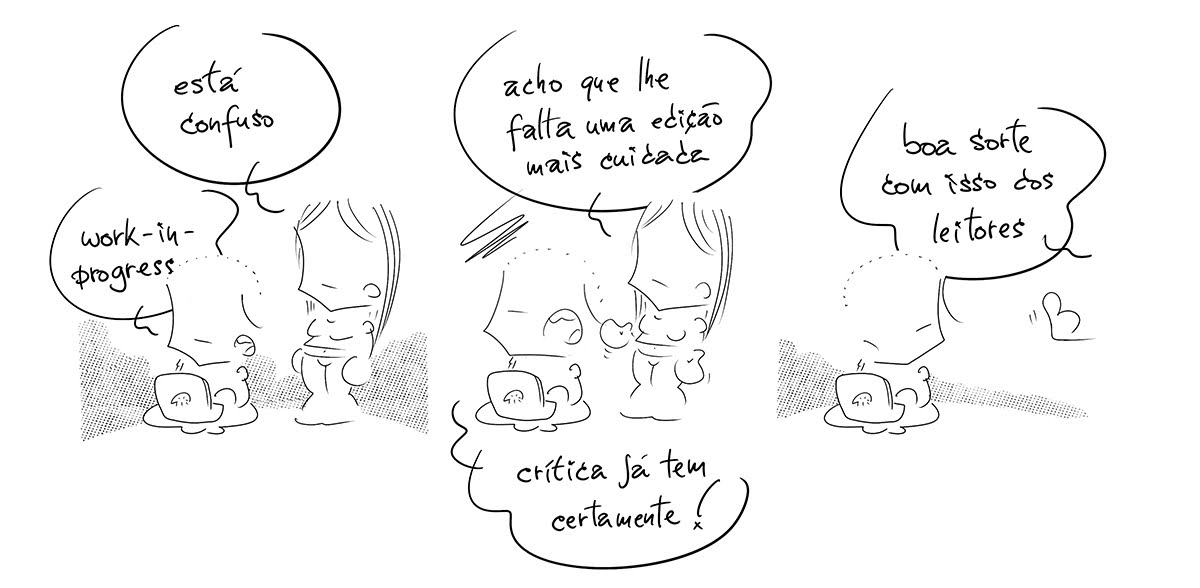 está
confuso
work-in-
progress
acho que lhe
falta uma edição
mais cuidada
crítica já tem
certamente!
boa sorte
com isso dos
leitores